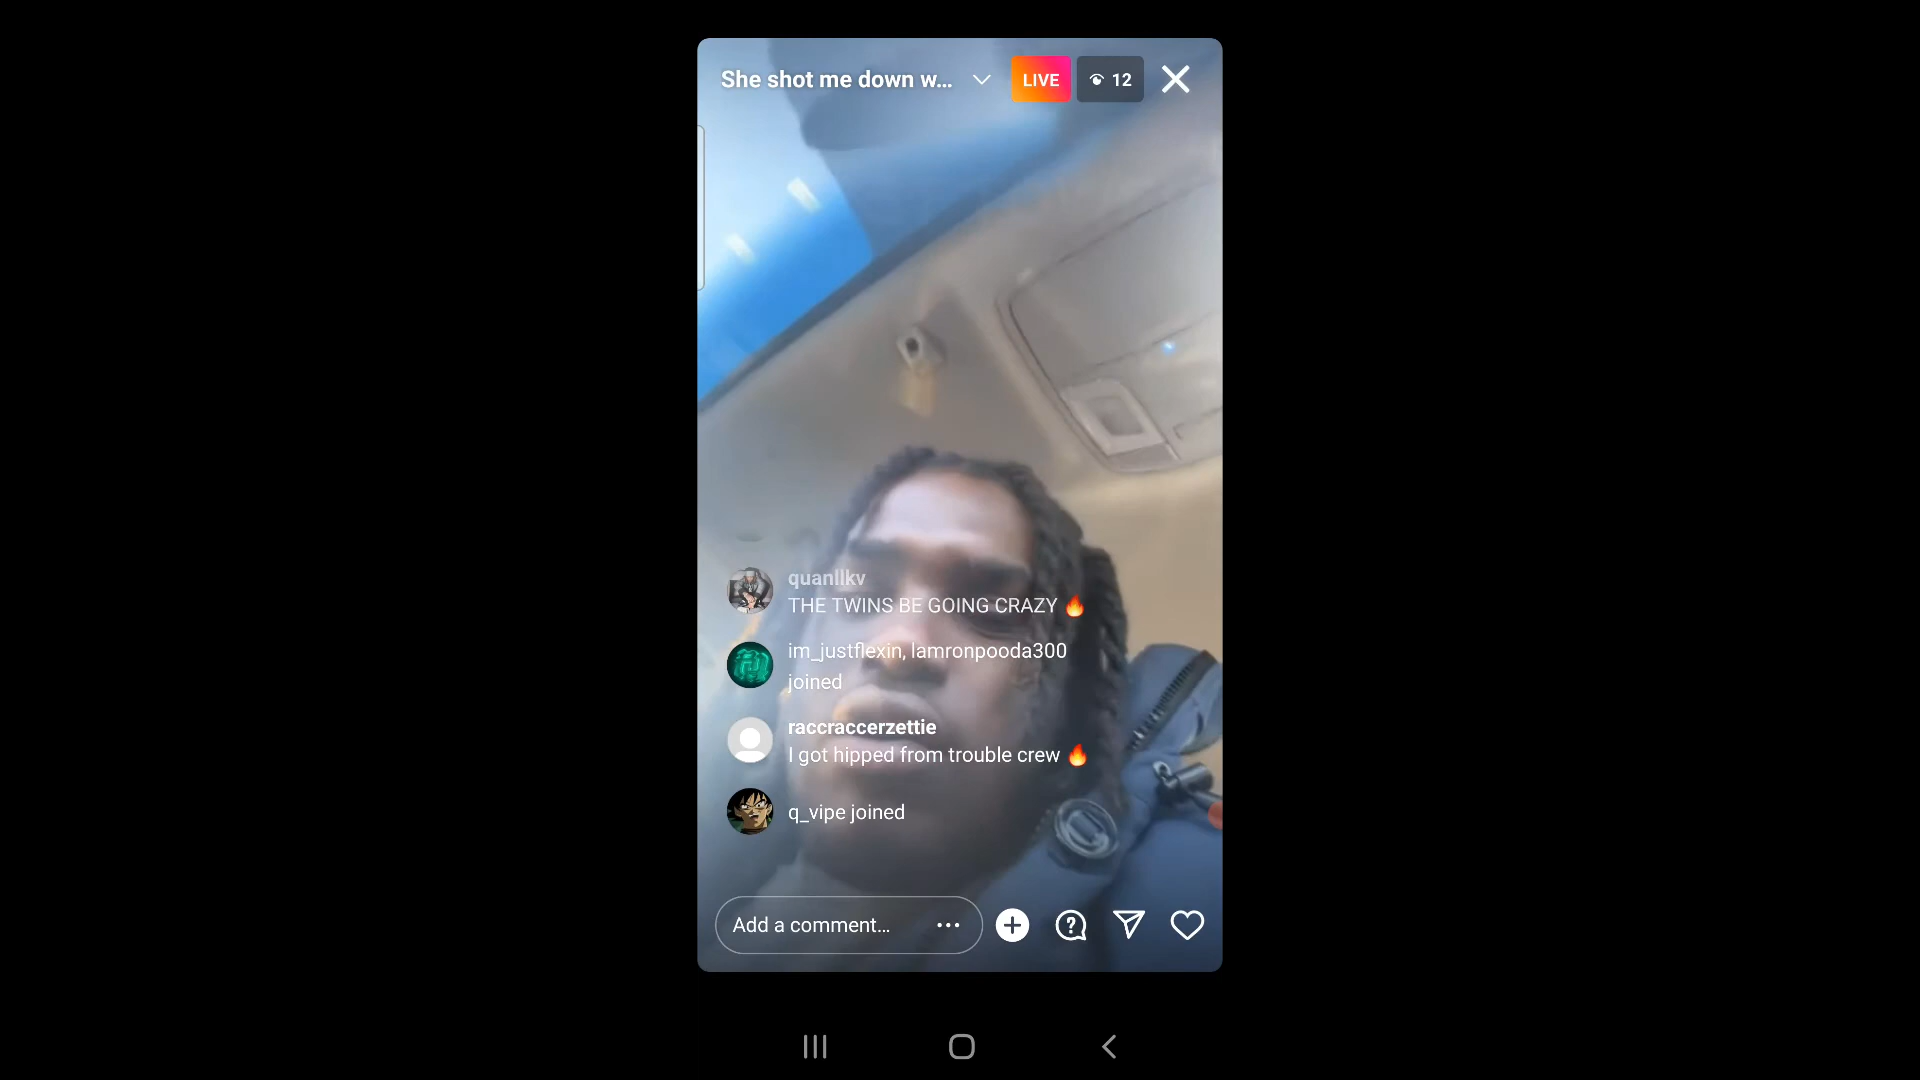 She shot me down w...
LIVE
12
quanllkv
THE TWINS BE GOING CRAZY 🔥
im_justflexin, lamronpooda300
joined
raccraccerzettie
I got hipped from trouble crew 🔥
q_vipe joined
Add a comment...